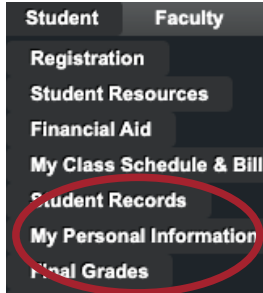 Student Faculty
Registration
Student Resources
Financial Aid
My Class Schedule & Bill
Student Records
My Personal Information
Final Grades